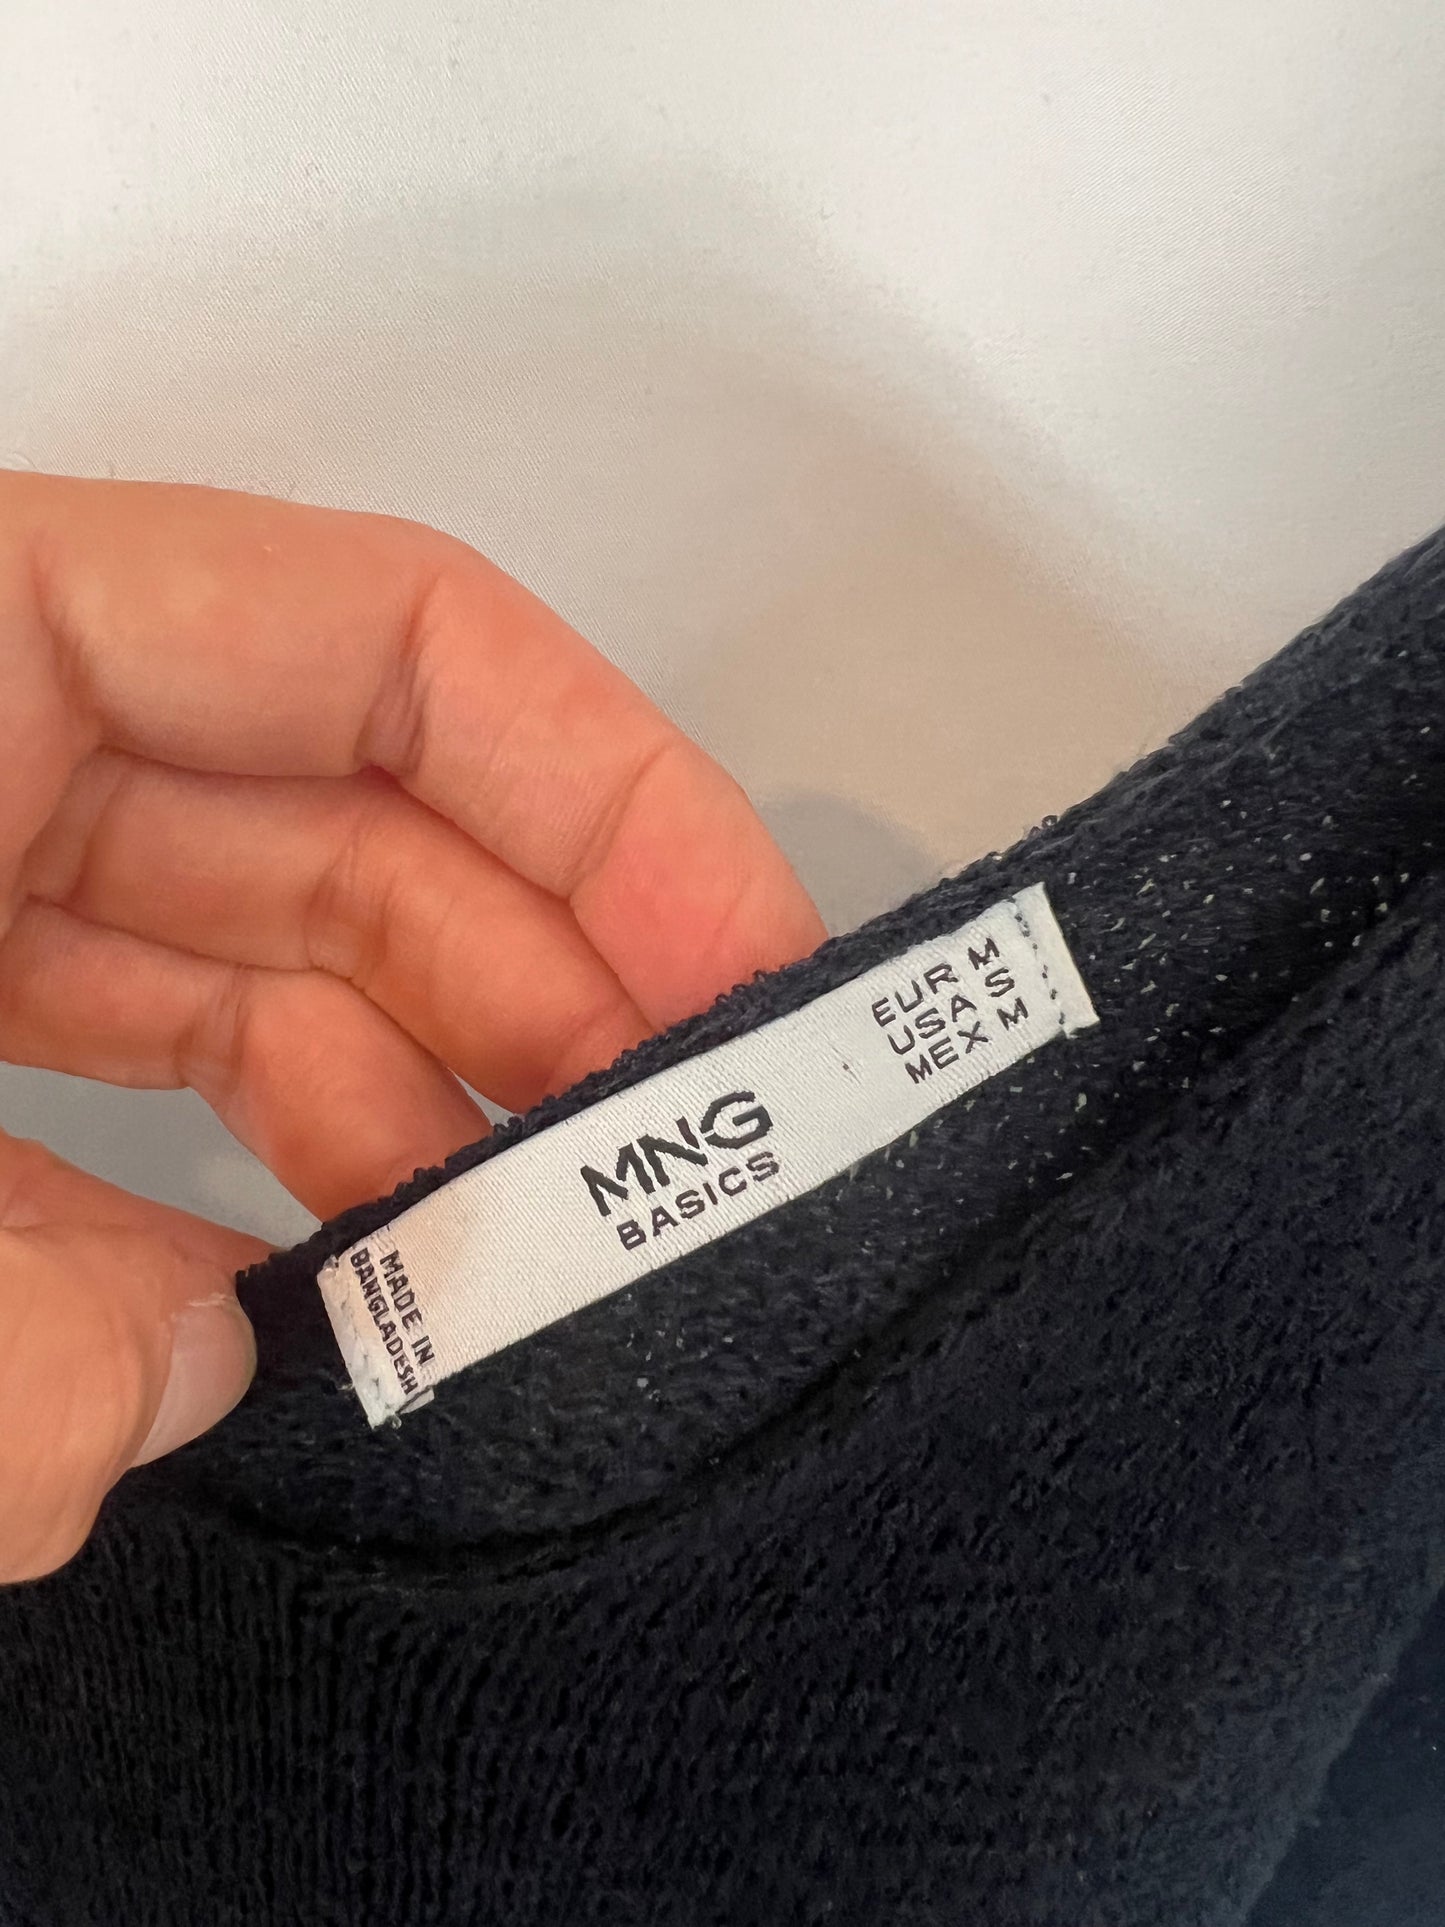 MADE IN
BANGLADESH
MNG
BASICS
EUR M
USA S
MEX M